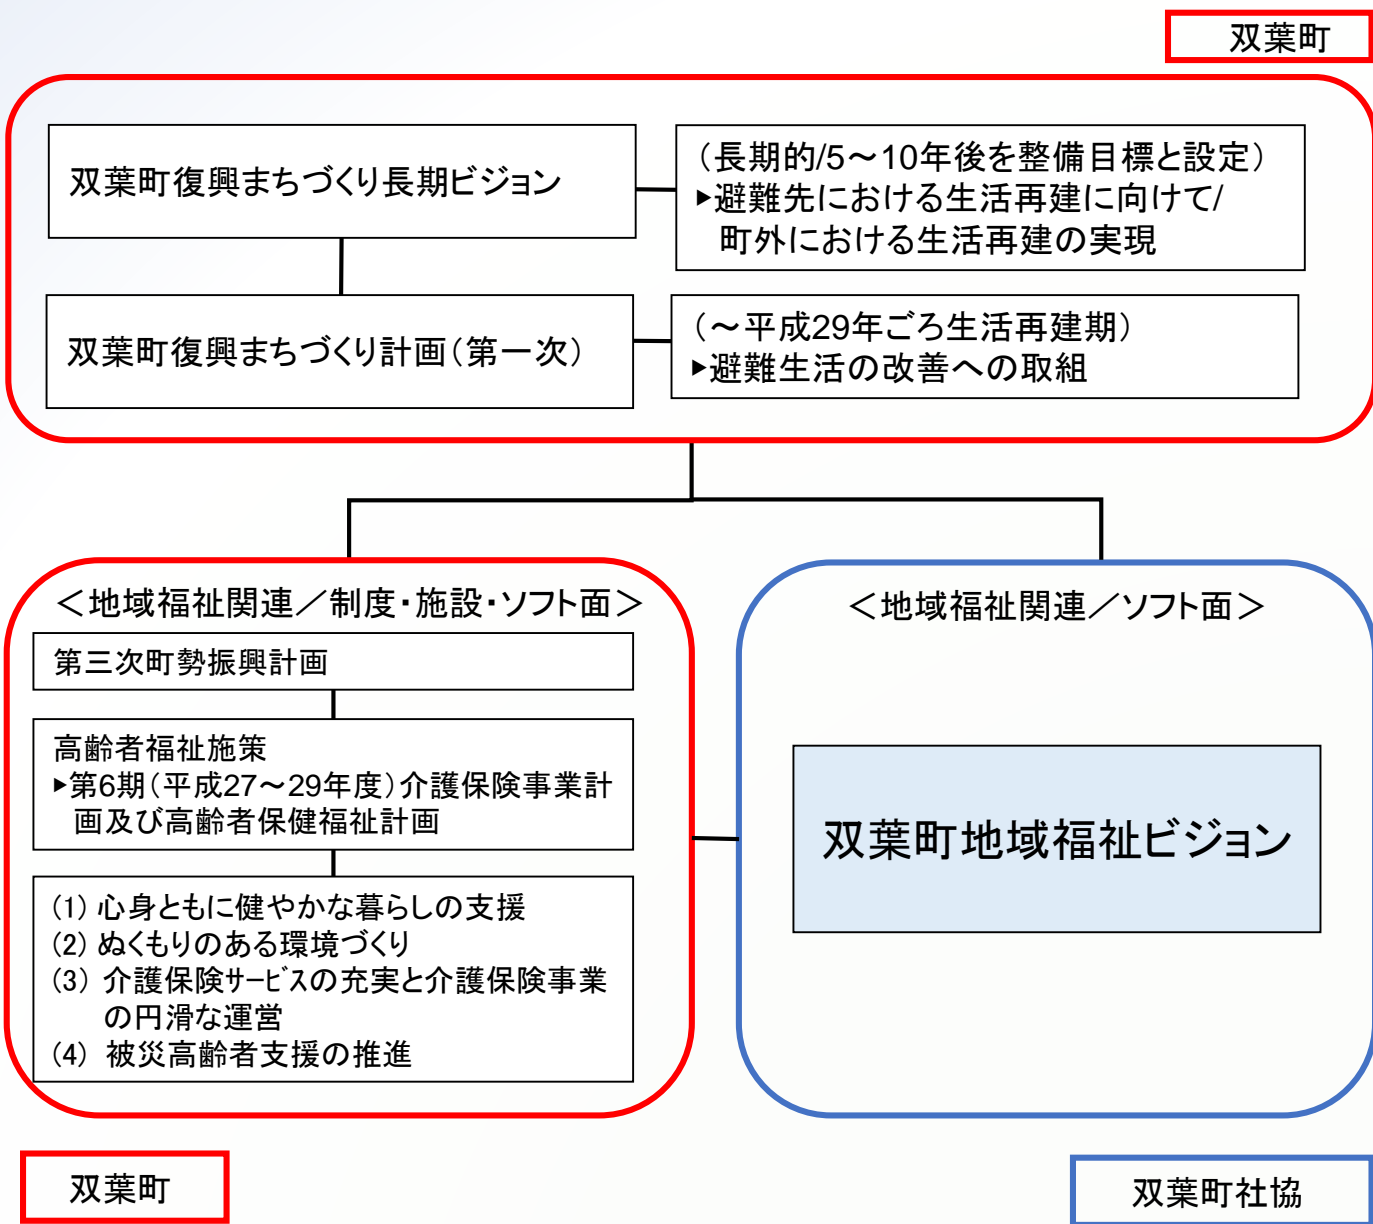 双葉町
双葉町復興まちづくり長期ビジョン
（長期的/5～10年後を整備目標と設定）
▶避難先における生活再建に向けて/
町外における生活再建の実現
双葉町復興まちづくり計画（第一次）
（～平成29年ごろ生活再建期）
▶避難生活の改善への取組
＜地域福祉関連／制度・施設・ソフト面＞
第三次町勢振興計画
高齢者福祉施策
▶第6期（平成27～29年度）介護保険事業計
画及び高齢者保健福祉計画
(1) 心身ともに健やかな暮らしの支援
(2) ぬくもりのある環境づくり
(3) 介護保険ｻｰﾋﾞｽの充実と介護保険事業
の円滑な運営
(4) 被災高齢者支援の推進
＜地域福祉関連／ソフト面＞
双葉町地域福祉ビジョン
双葉町
双葉町社協